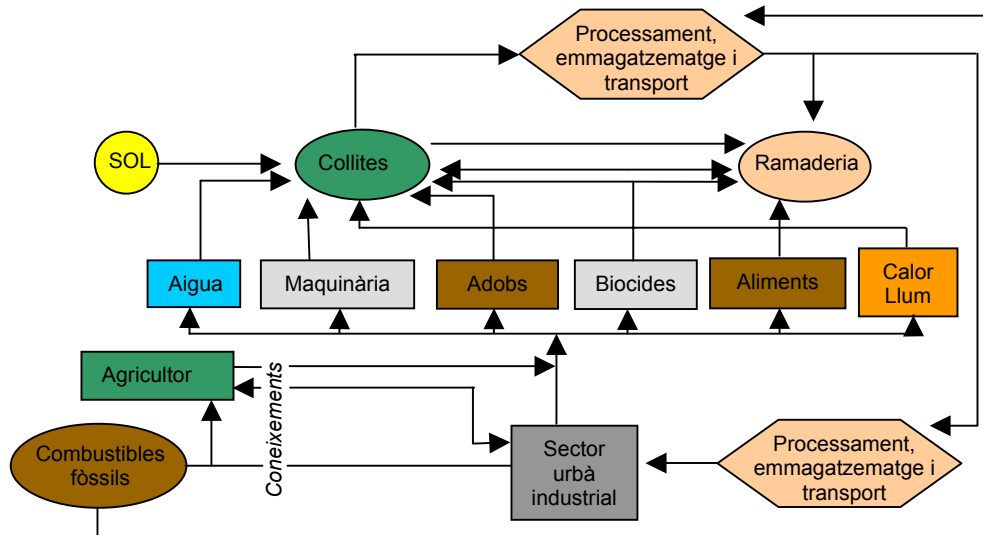 Processament,
emmagatzematge i
transport
SOL
Collites
Ramaderia
Aigua
Maquinària
Adobs
Biocides
Aliments
Calor
Llum
Agricultor
Coneixements
Combustibles
fòssils
Sector
urbà
industrial
Processament,
emmagatzematge i
transport